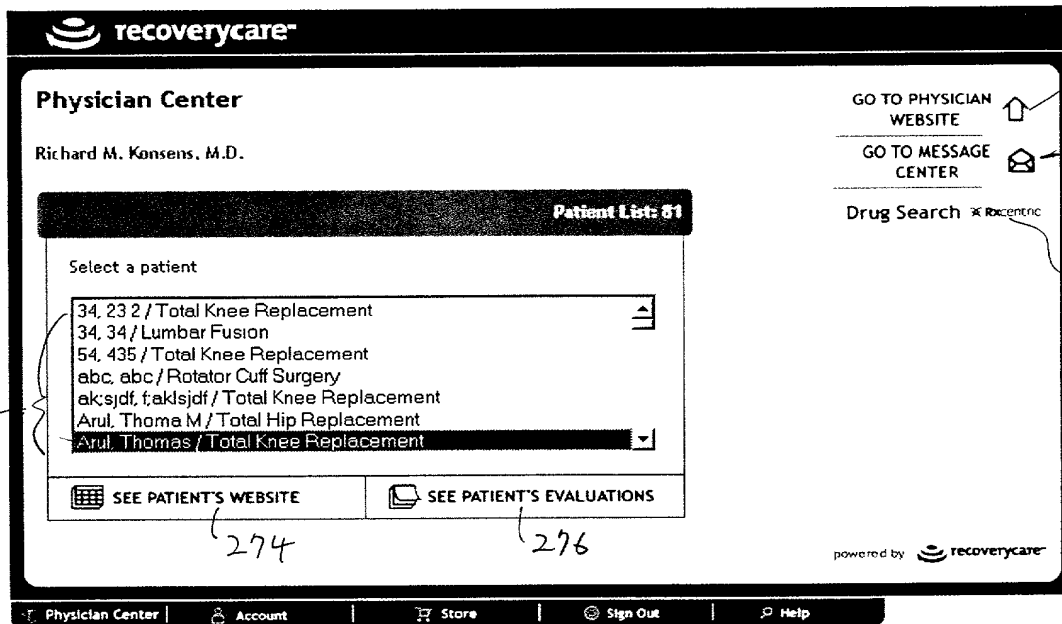 recoverycare
Physician Center
Richard M. Konsens, M.D.
GO TO PHYSICIAN
WEBSITE
GO TO MESSAGE
CENTER
Drug Search Rxcentric
Patient List: 81
Select a patient
34, 23 2 / Total Knee Replacement
34, 34 / Lumbar Fusion
54, 435 / Total Knee Replacement
abc, abc / Rotator Cuff Surgery
ak;sjdf, f;aklsjdf / Total Knee Replacement
Arul, Thoma M / Total Hip Replacement
Arul, Thomas / Total Knee Replacement
SEE PATIENT'S WEBSITE
SEE PATIENT'S EVALUATIONS
274
276
powered by recoverycare
Physician Center
Account
Store
Sign Out
Help